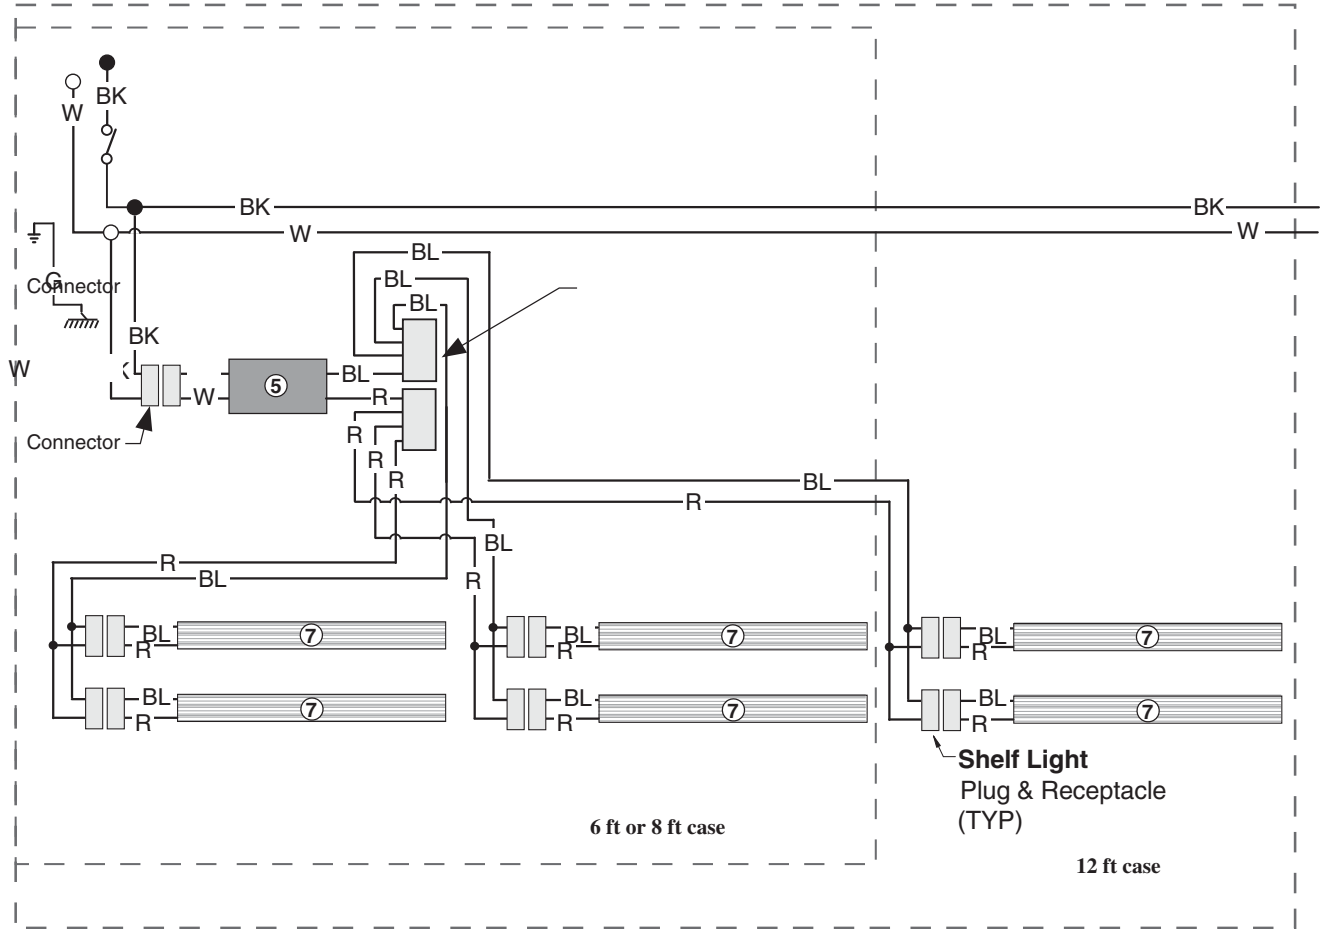 BK
W
BK
BK
W
W
BL
G
Connector
BL
BL
BK
W
K
BL
5
W
R
R
Connector
R
R
BL
R
BL
R
BL
R
BL
R
7
BL
R
7
BL
R
7
BL
R
7
BL
R
7
BL
R
7
Shelf Light
Plug & Receptacle
(TYP)
6 ft or 8 ft case
12 ft case